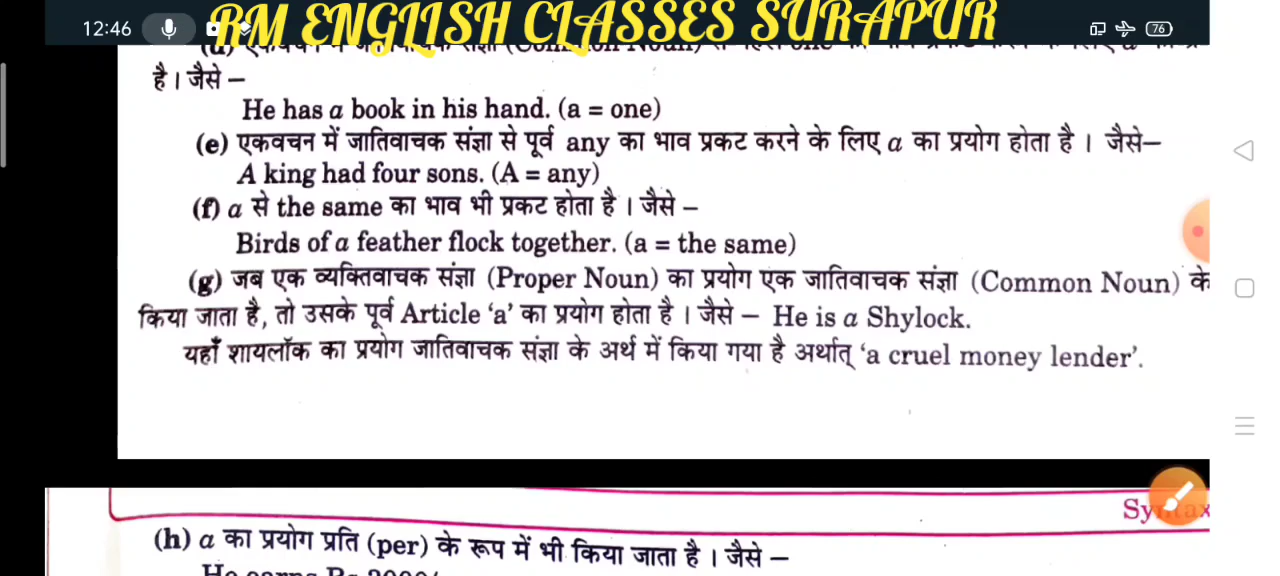 12:46
76
RM ENGLISH CLASSES SURAPUR
है। जैसे –
He has a book in his hand. (a = one)
(e) एकवचन में जातिवाचक संज्ञा से पूर्व any का भाव प्रकट करने के लिए a का प्रयोग होता है। जैसे–
A king had four sons. (A = any)
(f) a से the same का भाव भी प्रकट होता है। जैसे –
Birds of a feather flock together. (a = the same)
(g) जब एक व्यक्तिवाचक संज्ञा (Proper Noun) का प्रयोग एक जातिवाचक संज्ञा (Common Noun) के
किया जाता है, तो उसके पूर्व Article ‘a’ का प्रयोग होता है। जैसे – He is a Shylock.
यहाँ शायलॉक का प्रयोग जातिवाचक संज्ञा के अर्थ में किया गया है अर्थात् ‘a cruel money lender’.
Syntax
(h) a का प्रयोग प्रति (per) के रूप में भी किया जाता है। जैसे –